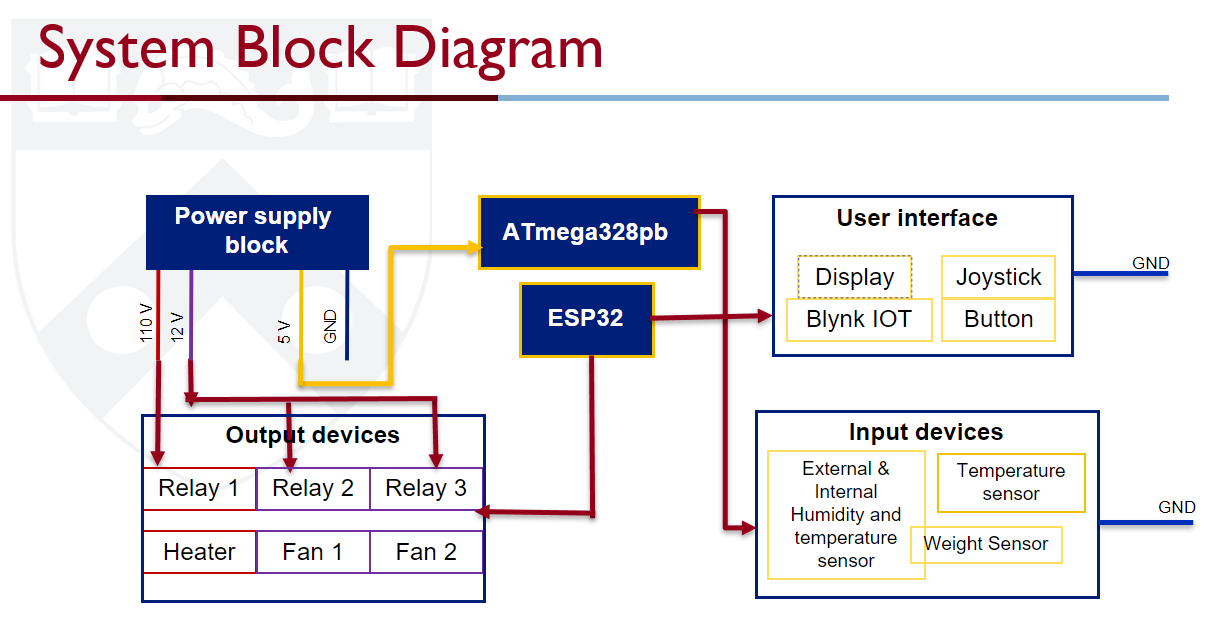 System Block Diagram
Power supply
block
110 V
12 V
5 V
GND
ATmega328pb
ESP32
User interface
Display
Joystick
Blynk IOT
Button
GND
Output devices
Relay 1
Relay 2
Relay 3
Heater
Fan 1
Fan 2
Input devices
External &
Internal
Humidity and
temperature
sensor
Temperature
sensor
Weight Sensor
GND